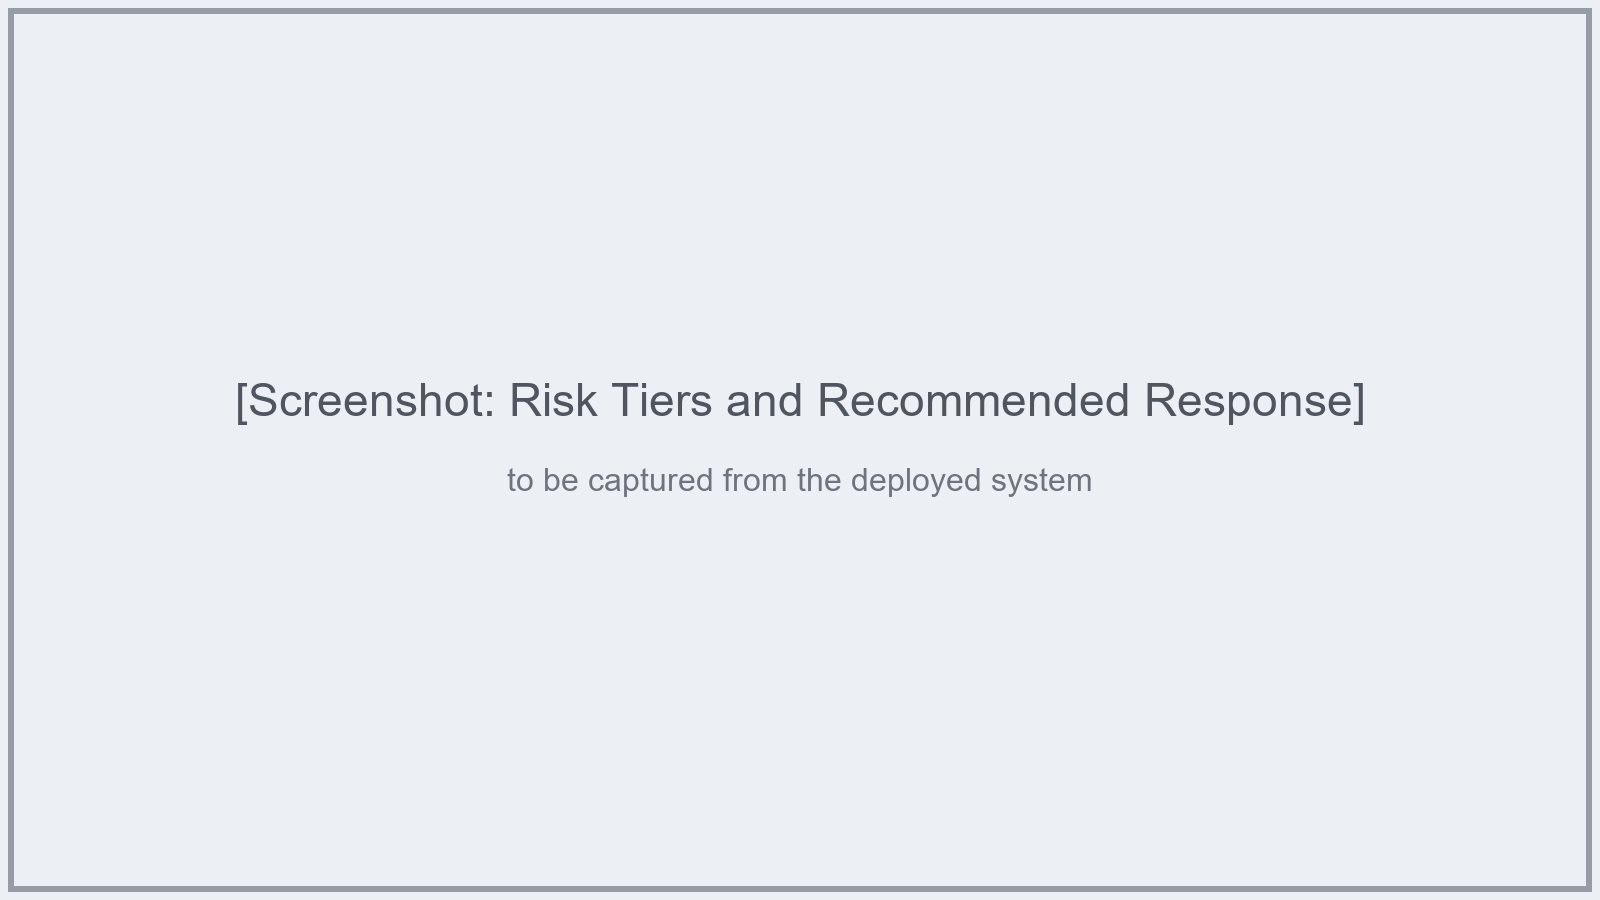 [Screenshot: Risk Tiers and Recommended Response]
to be captured from the deployed system